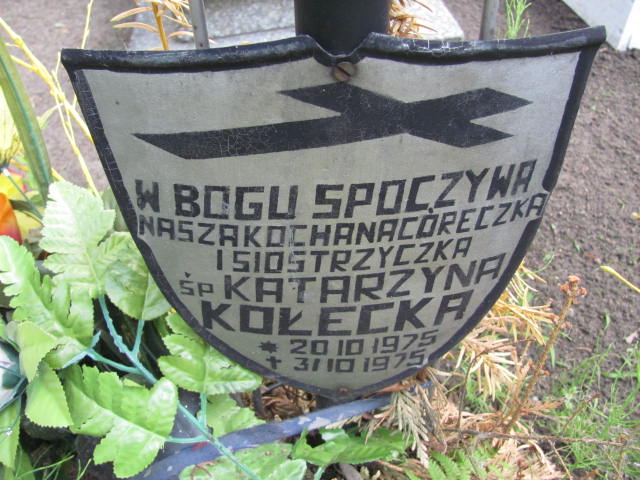 W BOGU SPOCZYWA
NASZA KOCHANA CÓRECZKA
I SIOSTRZYCZKA
ŚP KATARZYNA
KOŁECKA
* 20 10 1975
+ 31 10 1975